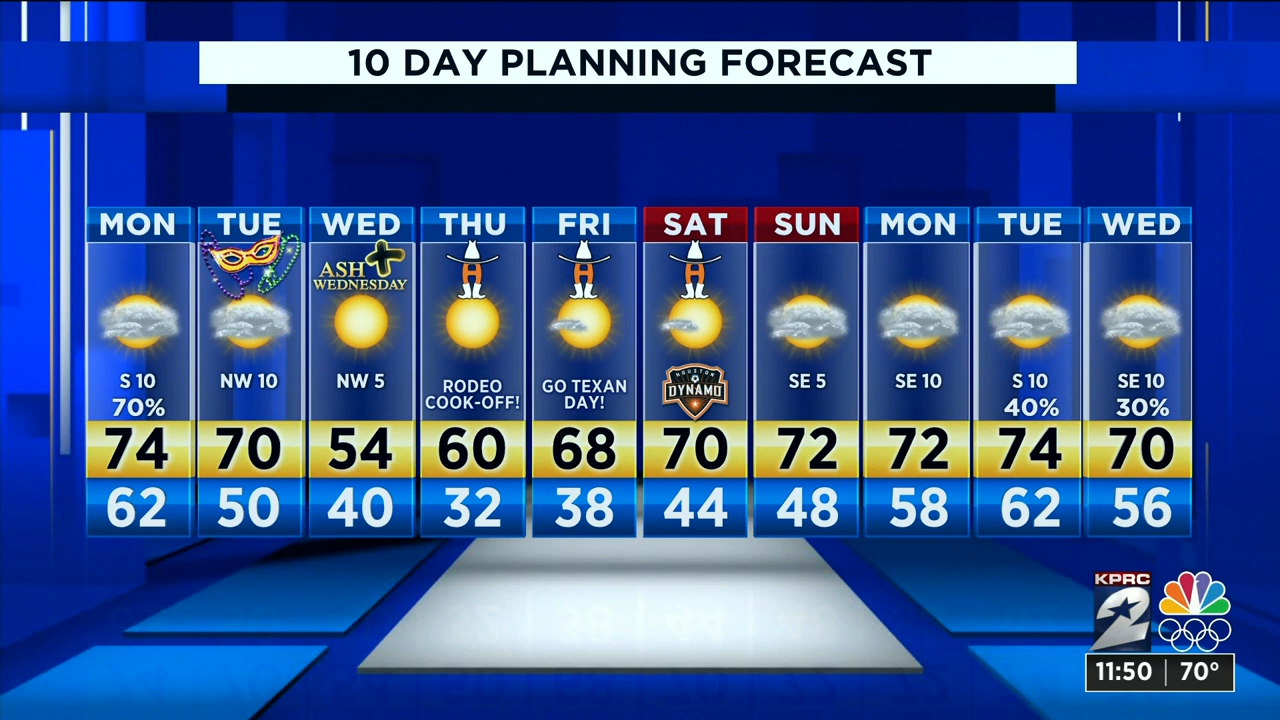 10 DAY PLANNING FORECAST
MON TUE WED THU FRI SAT SUN MON TUE WED
ASH
WEDNESDAY
S 10 NW 10 NW 5 RODEO COOK-OFF! GO TEXAN DAY! HOUSTON DYNAMO SE 5 SE 10 S 10 SE 10
70% 40% 30%
74 70 54 60 68 70 72 72 74 70
62 50 40 32 38 44 48 58 62 56
KPRC
2
11:50 70°